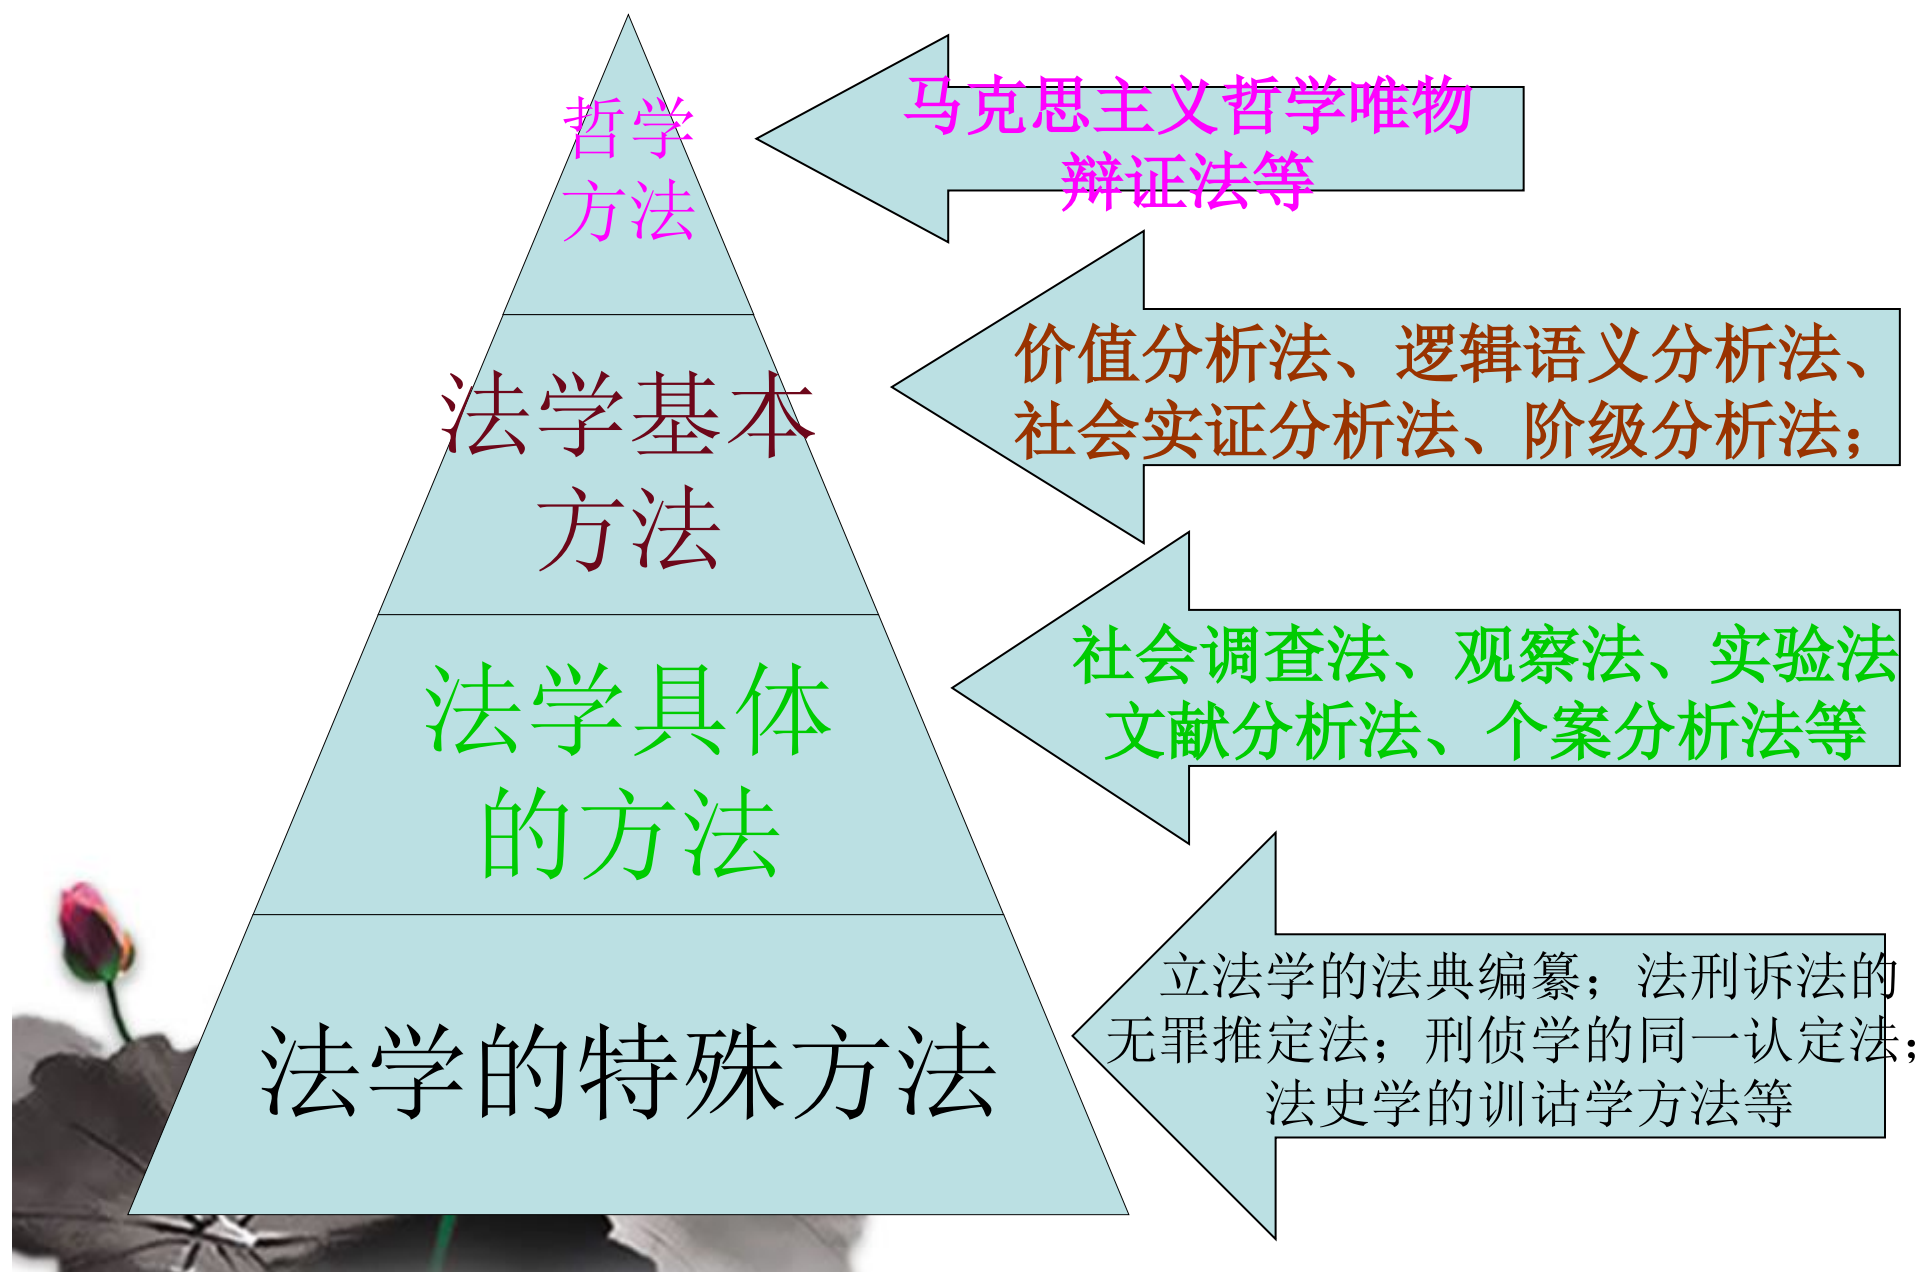 哲学
方法
马克思主义哲学唯物
辩证法等
法学基本
方法
价值分析法、逻辑语义分析法、
社会实证分析法、阶级分析法；
法学具体
的方法
社会调查法、观察法、实验法
文献分析法、个案分析法等
法学的特殊方法
立法学的法典编纂；法刑诉法的
无罪推定法；刑侦学的同一认定法；
法史学的训诂学方法等